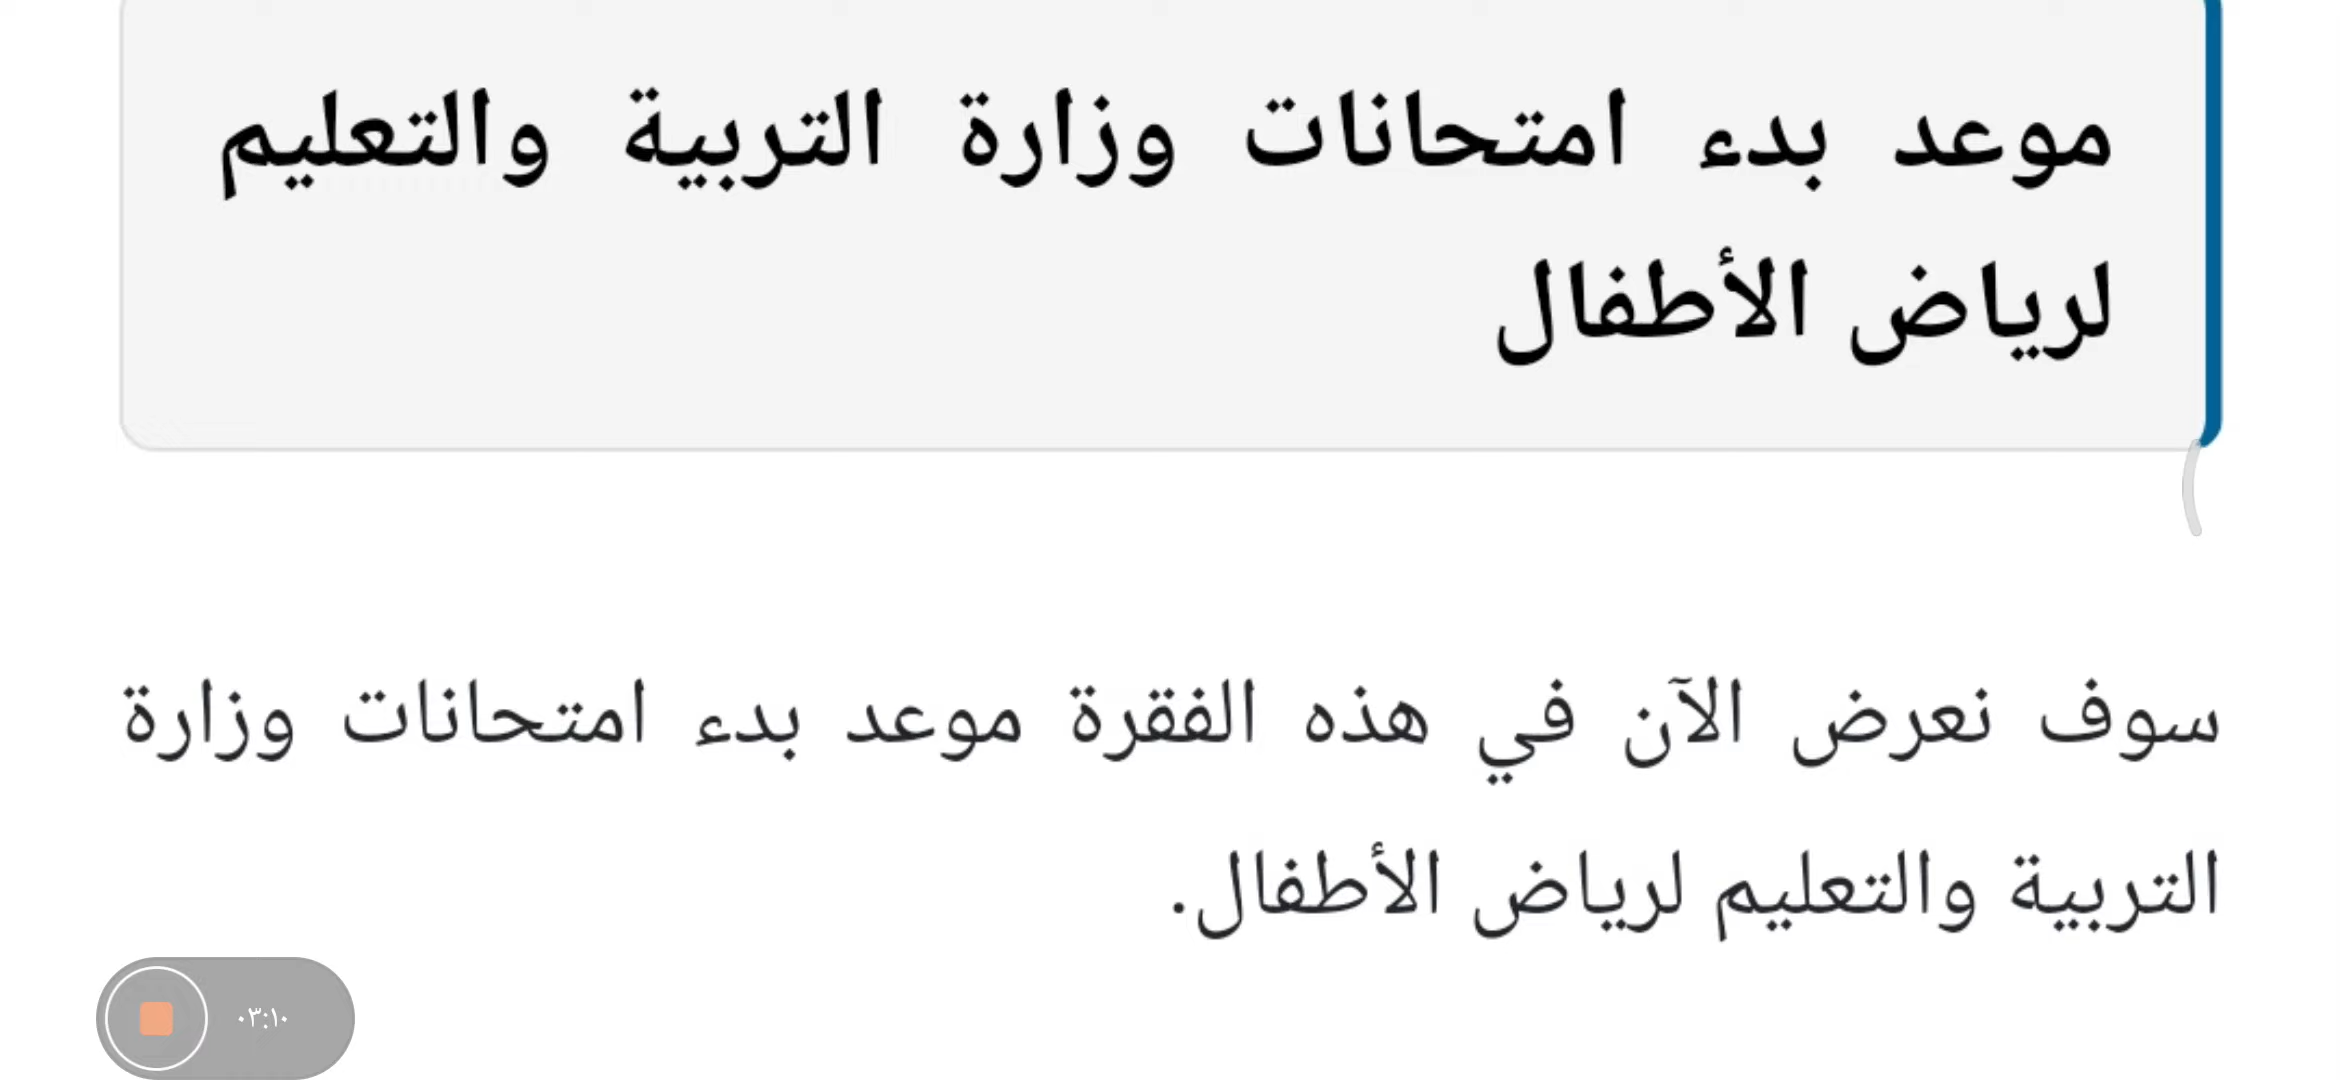 موعد بدء امتحانات وزارة التربية والتعليم
لرياض الأطفال
سوف نعرض الآن في هذه الفقرة موعد بدء امتحانات وزارة
التربية والتعليم لرياض الأطفال.
٠٣:١٠